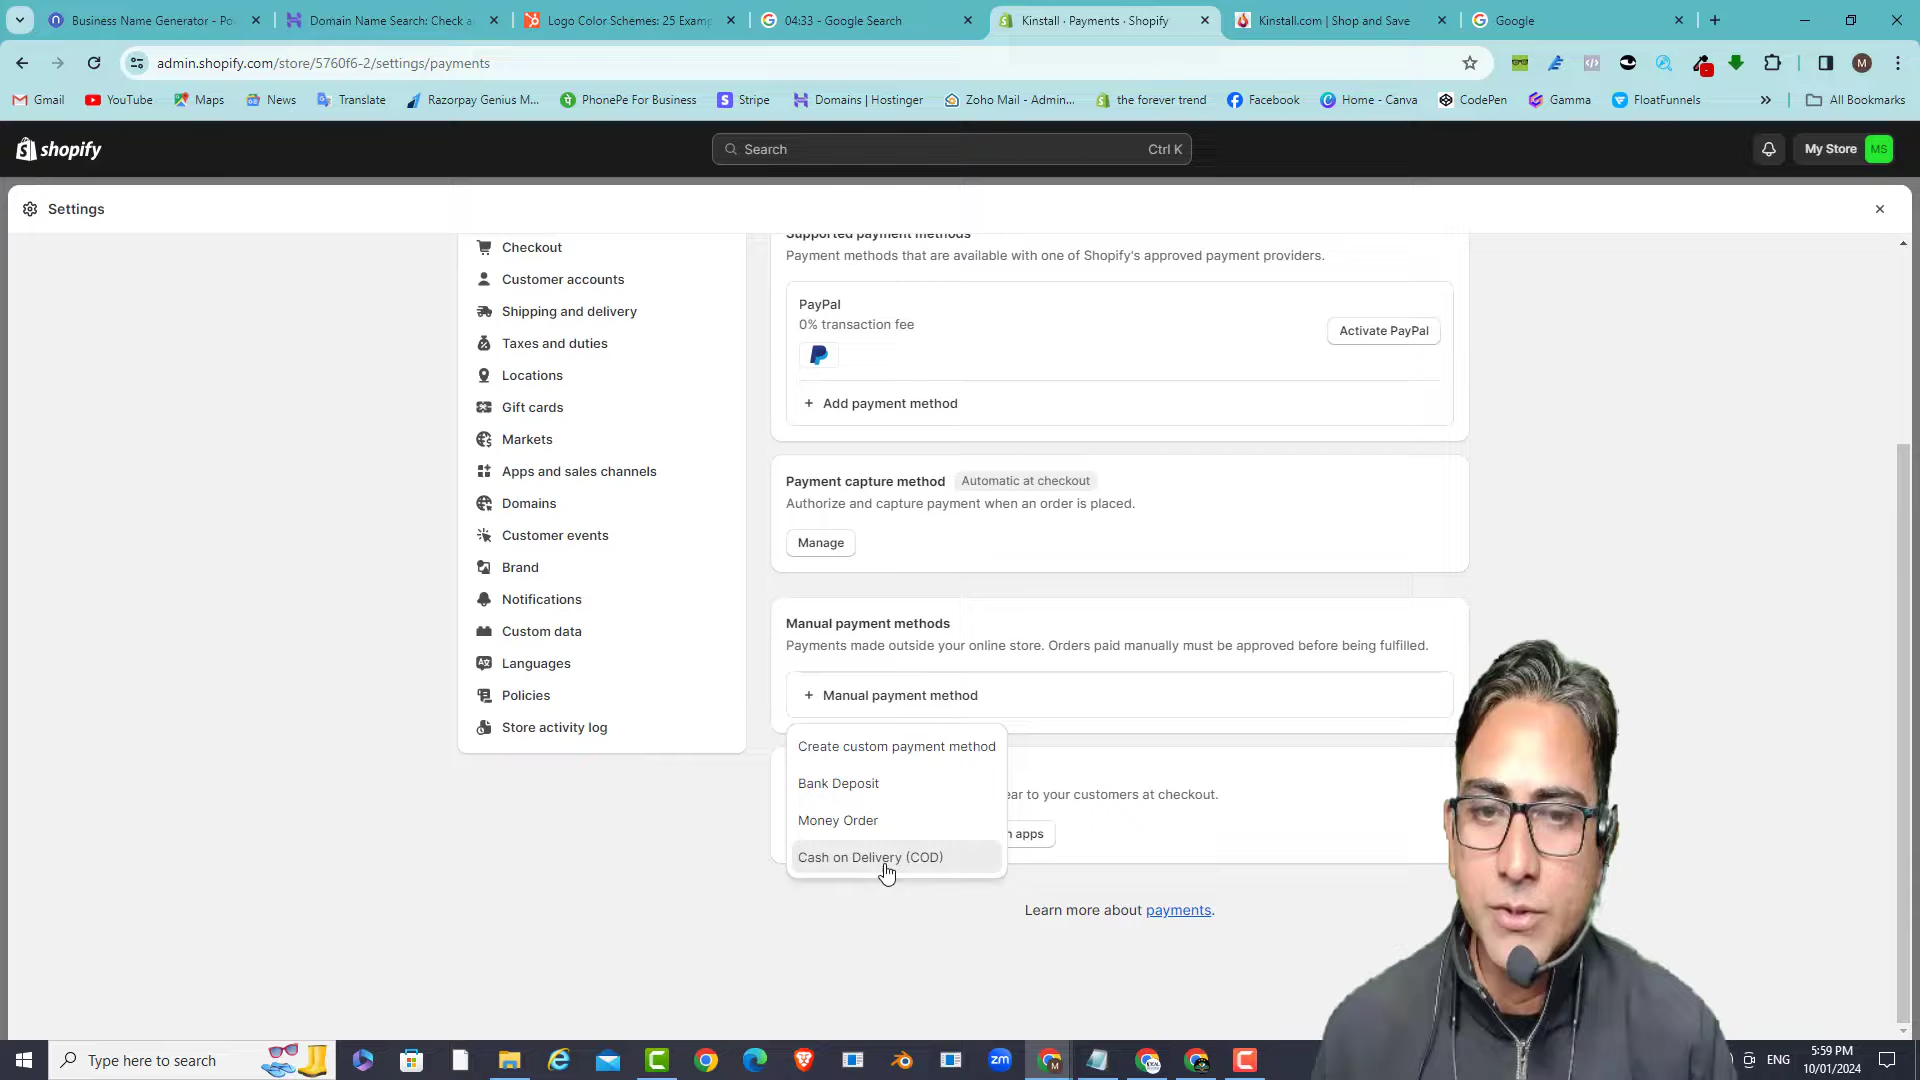 Business Name Generator - Po
Domain Name Search: Check a
Logo Color Schemes: 25 Examp
04:33 - Google Search
Kinstall · Payments · Shopify
Kinstall.com | Shop and Save
Google
admin.shopify.com/store/5760f6-2/settings/payments
M
Gmail
YouTube
Maps
News
Translate
Razorpay Genius M...
PhonePe For Business
Stripe
Domains | Hostinger
Zoho Mail - Admin...
the forever trend
Facebook
Home - Canva
CodePen
Gamma
FloatFunnels
»
All Bookmarks
shopify
Search
Ctrl K
My Store
MS
Settings
Checkout
Customer accounts
Shipping and delivery
Taxes and duties
Locations
Gift cards
Markets
Apps and sales channels
Domains
Customer events
Brand
Notifications
Custom data
Languages
Policies
Store activity log
Supported payment methods
Payment methods that are available with one of Shopify's approved payment providers.
PayPal
0% transaction fee
Activate PayPal
+ Add payment method
Payment capture method
Automatic at checkout
Authorize and capture payment when an order is placed.
Manage
Manual payment methods
Payments made outside your online store. Orders paid manually must be approved before being fulfilled.
+ Manual payment method
Create custom payment method
Bank Deposit
Money Order
Cash on Delivery (COD)
ear to your customers at checkout.
apps
Learn more about payments.
Type here to search
zm
ENG
5:59 PM
10/01/2024